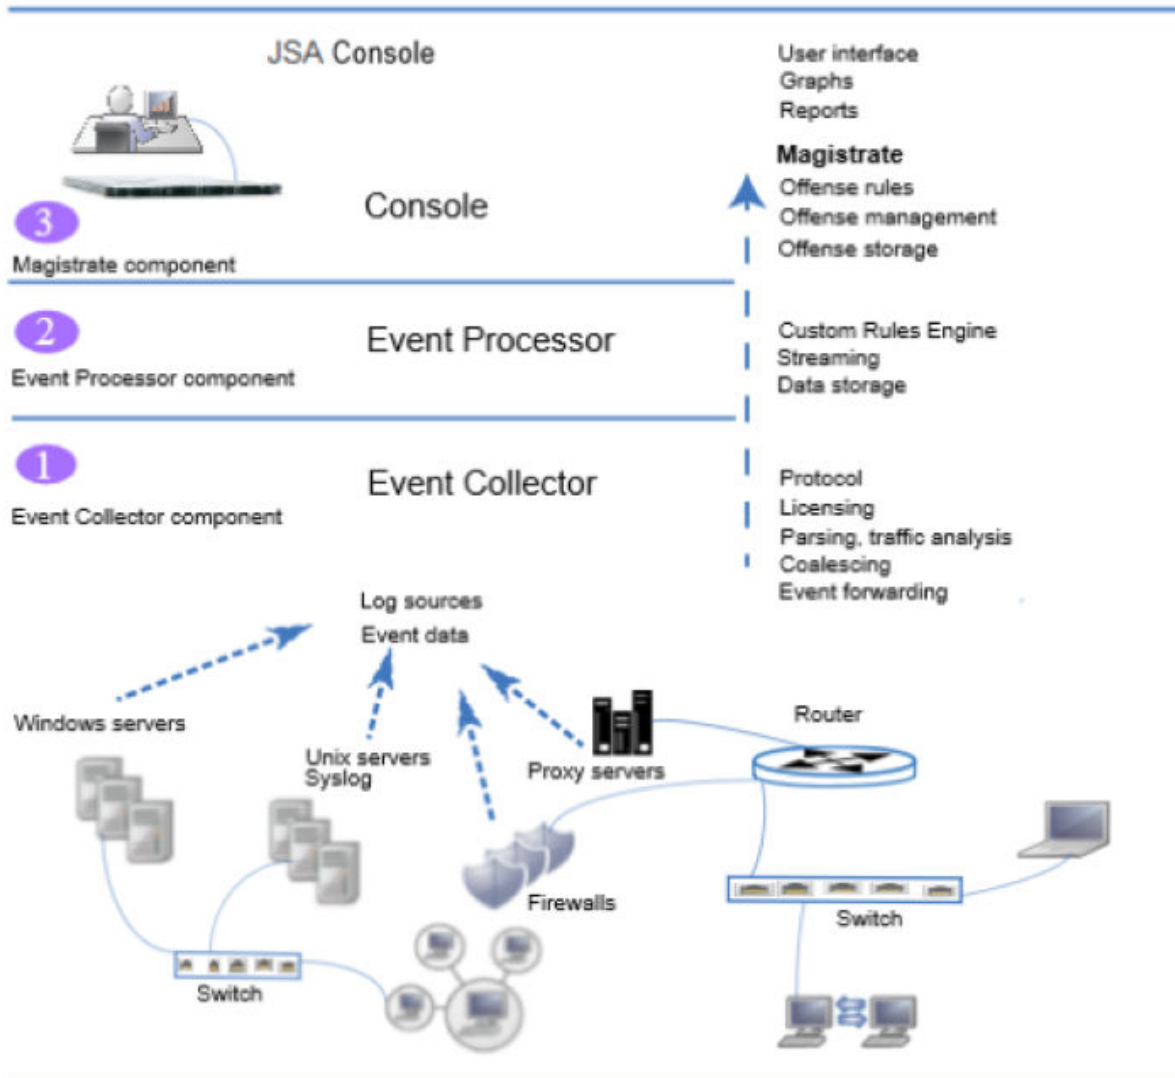 JSA Console
User interface
Graphs
Reports
Magistrate
Offense rules
Offense management
Offense storage
Console
3
Magistrate component
2
Event Processor
Event Processor component
Custom Rules Engine
Streaming
Data storage
1
Event Collector
Event Collector component
Protocol
Licensing
Parsing, traffic analysis
Coalescing
Event forwarding
Log sources
Event data
Windows servers
Unix servers
Syslog
Proxy servers
Router
Firewalls
Switch
Switch